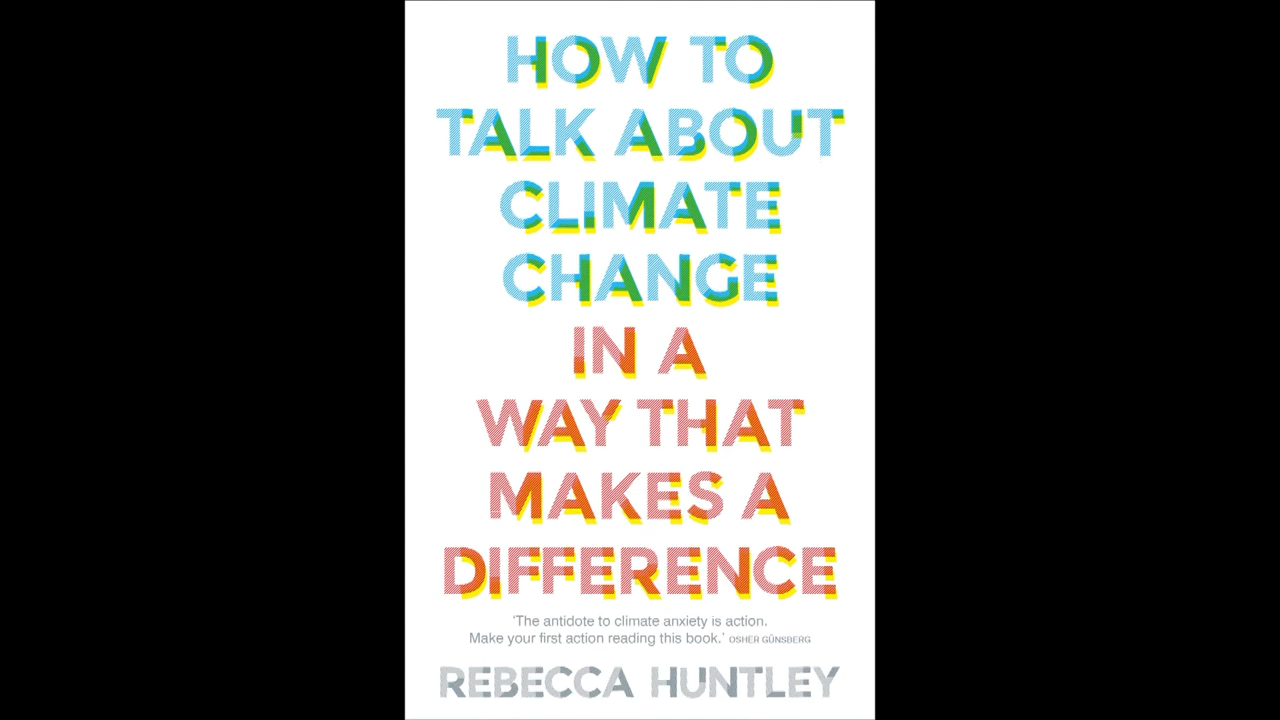 HOW TO
TALK ABOUT
CLIMATE
CHANGE
IN A
WAY THAT
MAKES A
DIFFERENCE
‘The antidote to climate anxiety is action.
Make your first action reading this book.’ OSHER GÜNSBERG
REBECCA HUNTLEY